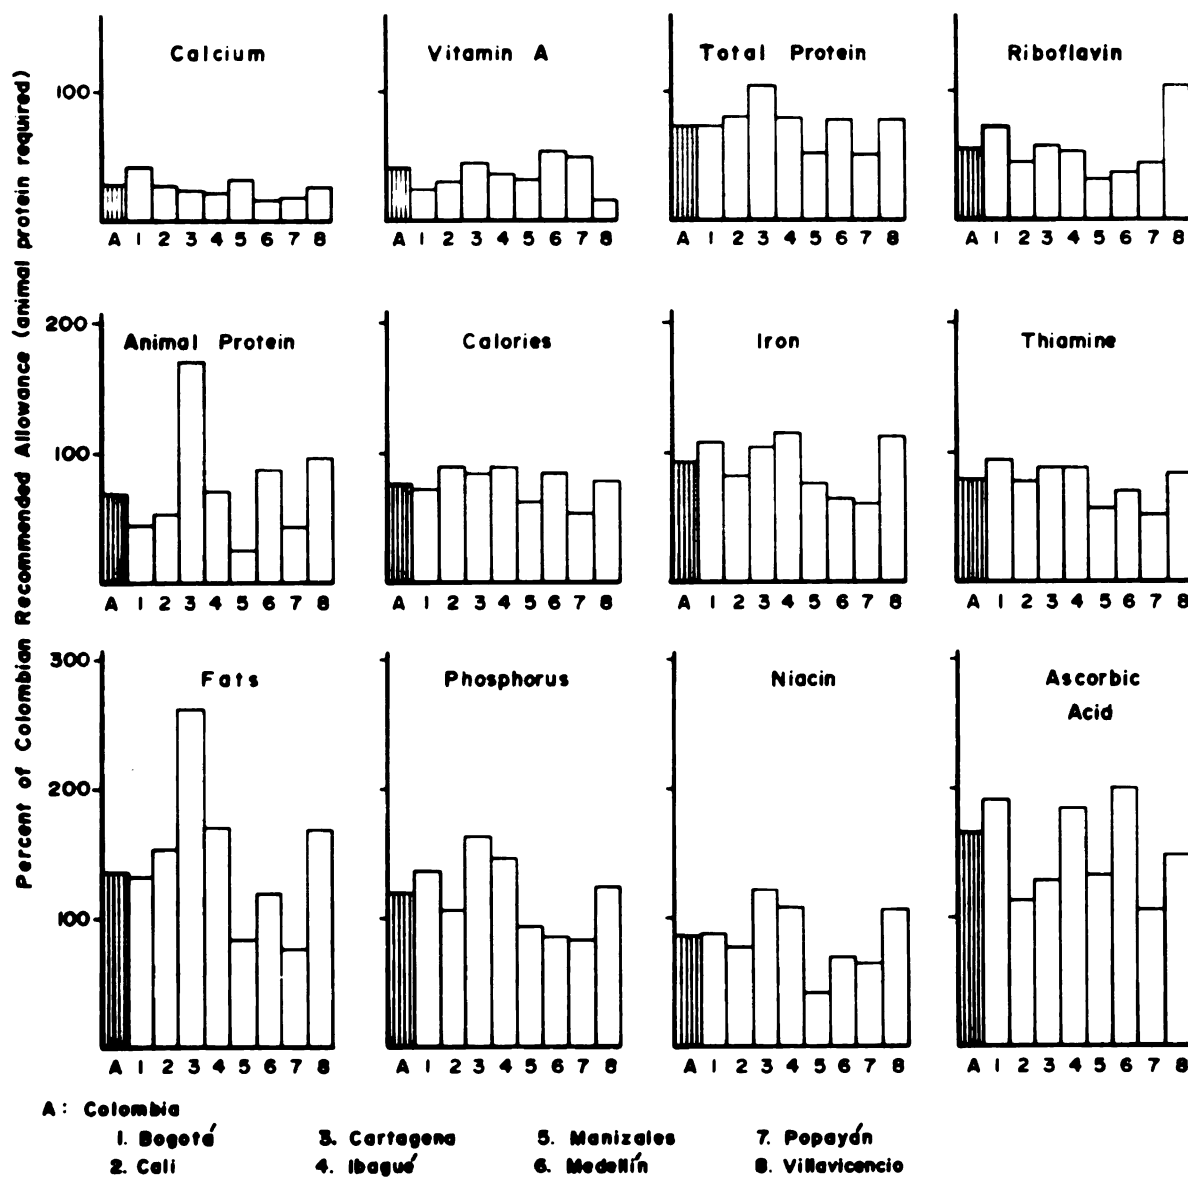 Percent of Colombian Recommended Allowance (animal protein required)
Calcium
Vitamin A
Total Protein
Riboflavin
100
A 1 2 3 4 5 6 7 8
A 1 2 3 4 5 6 7 8
A 1 2 3 4 5 6 7 8
A 1 2 3 4 5 6 7 8
200
Animal Protein
Calories
Iron
Thiamine
100
A 1 2 3 4 5 6 7 8
A 1 2 3 4 5 6 7 8
A 1 2 3 4 5 6 7 8
A 1 2 3 4 5 6 7 8
300
Fats
Phosphorus
Niacin
Ascorbic
Acid
200
100
A 1 2 3 4 5 6 7 8
A 1 2 3 4 5 6 7 8
A 1 2 3 4 5 6 7 8
A 1 2 3 4 5 6 7 8
A: Colombia
1. Bogotá 3. Cartagena 5. Manizales 7. Popayán
2. Cali 4. Ibagué 6. Medellín 8. Villavicencio